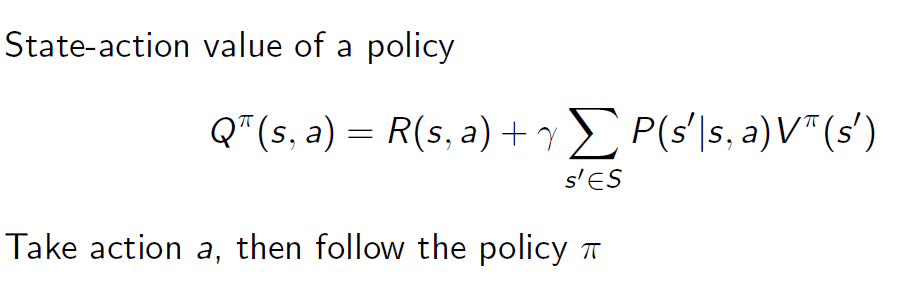 State-action value of a policy
Q^π(s, a) = R(s, a) + γ ∑_{s′∈S} P(s′|s, a)V^π(s′)
Take action a, then follow the policy π